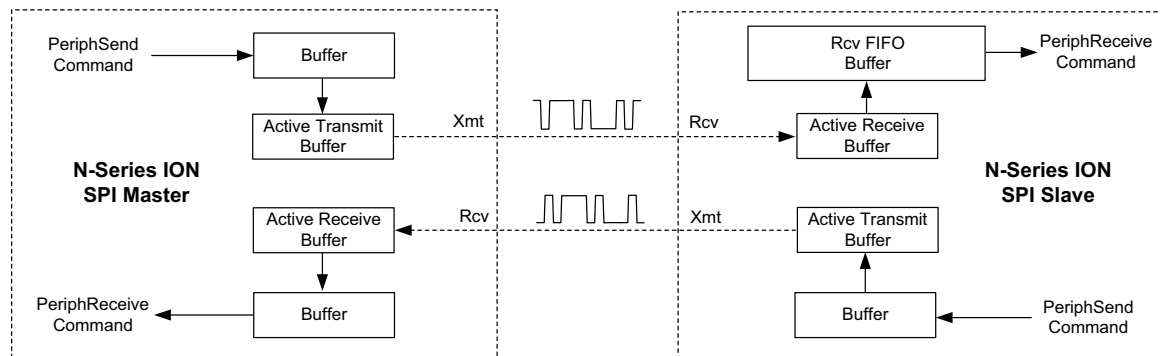 PeriphSend
Command
Buffer
Active Transmit
Buffer
Xmt
Rcv
Rcv FIFO
Buffer
PeriphReceive
Command
Active Receive
Buffer
N-Series ION
SPI Master
N-Series ION
SPI Slave
Active Receive
Buffer
Rcv
Xmt
Active Transmit
Buffer
PeriphReceive
Command
Buffer
Buffer
PeriphSend
Command